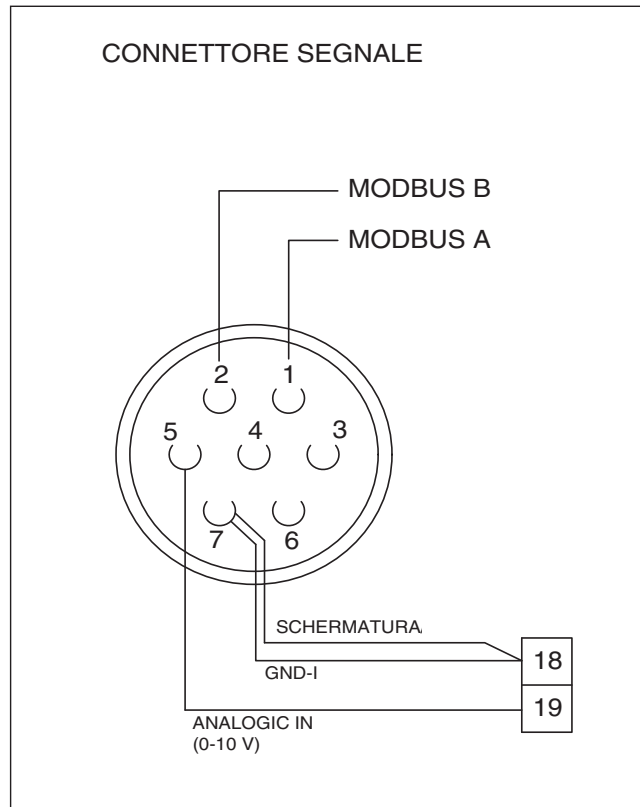 CONNETTORE SEGNALE
MODBUS B
MODBUS A
2 1
5 4 3
7 6
SCHERMATURA
18
GND-I
19
ANALOGIC IN
(0-10 V)